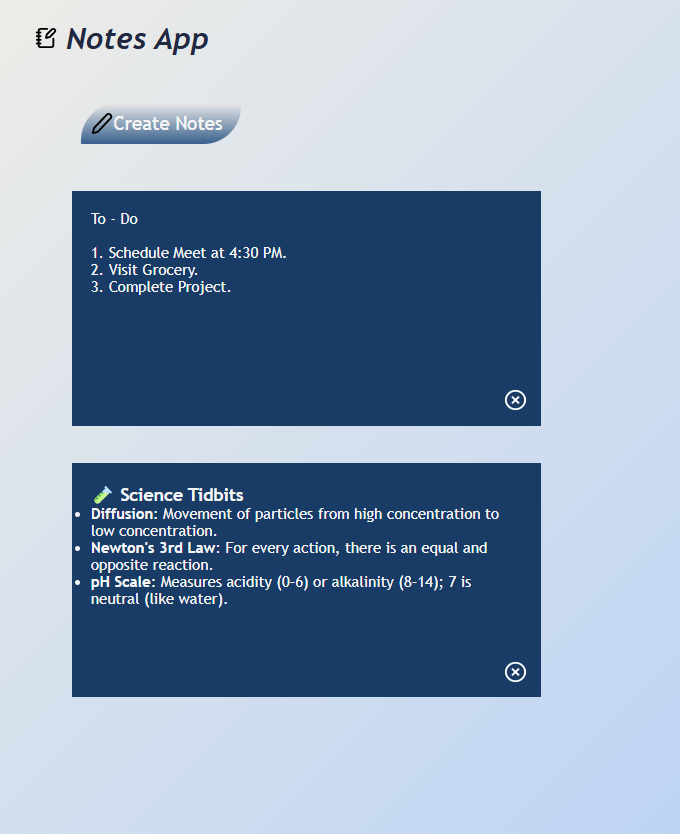 Notes App
Create Notes
To - Do
1. Schedule Meet at 4:30 PM.
2. Visit Grocery.
3. Complete Project.
Science Tidbits
• Diffusion: Movement of particles from high concentration to
low concentration.
• Newton's 3rd Law: For every action, there is an equal and
opposite reaction.
• pH Scale: Measures acidity (0–6) or alkalinity (8–14); 7 is
neutral (like water).